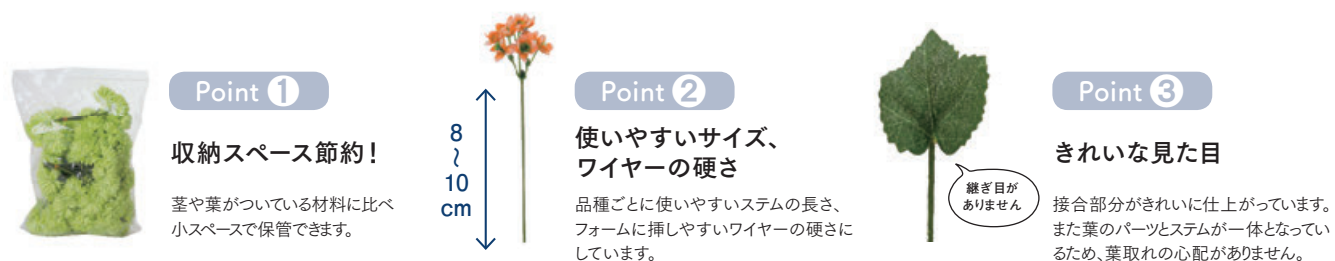 Point 1
収納スペース節約！
茎や葉がついている材料に比べ
小スペースで保管できます。
8
〜
10
cm
Point 2
使いやすいサイズ、
ワイヤーの硬さ
品種ごとに使いやすいステムの長さ、
フォームに挿しやすいワイヤーの硬さに
しています。
継ぎ目が
ありません
Point 3
きれいな見た目
接合部分がきれいに仕上がっています。
また葉のパーツとステムが一体となってい
るため、葉取れの心配がありません。